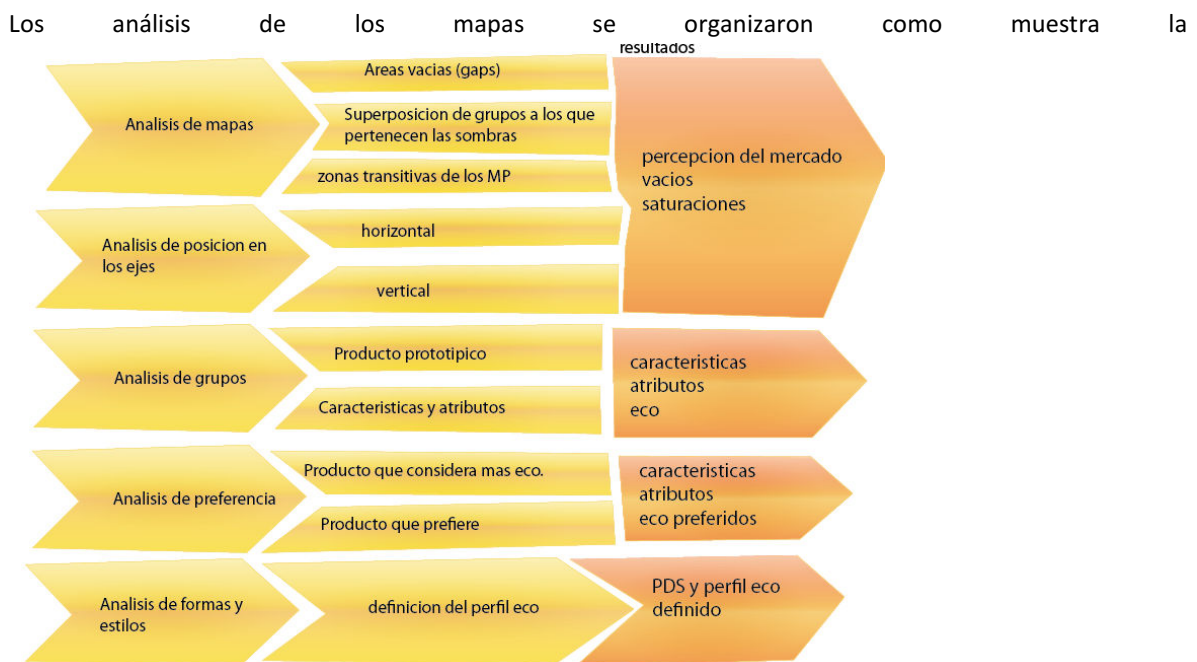 Los análisis de los mapas se organizaron como muestra la
resultados
Analisis de mapas
Areas vacias (gaps)
Superposicion de grupos a los que
pertenecen las sombras
zonas transitivas de los MP
percepcion del mercado
vacios
saturaciones
Analisis de posicion en
los ejes
horizontal
vertical
Analisis de grupos
Producto prototipico
Caracteristicas y atributos
caracteristicas
atributos
eco
Analisis de preferencia
Producto que considera mas eco.
Producto que prefiere
caracteristicas
atributos
eco preferidos
Analisis de formas y
estilos
definicion del perfil eco
PDS y perfil eco
definido